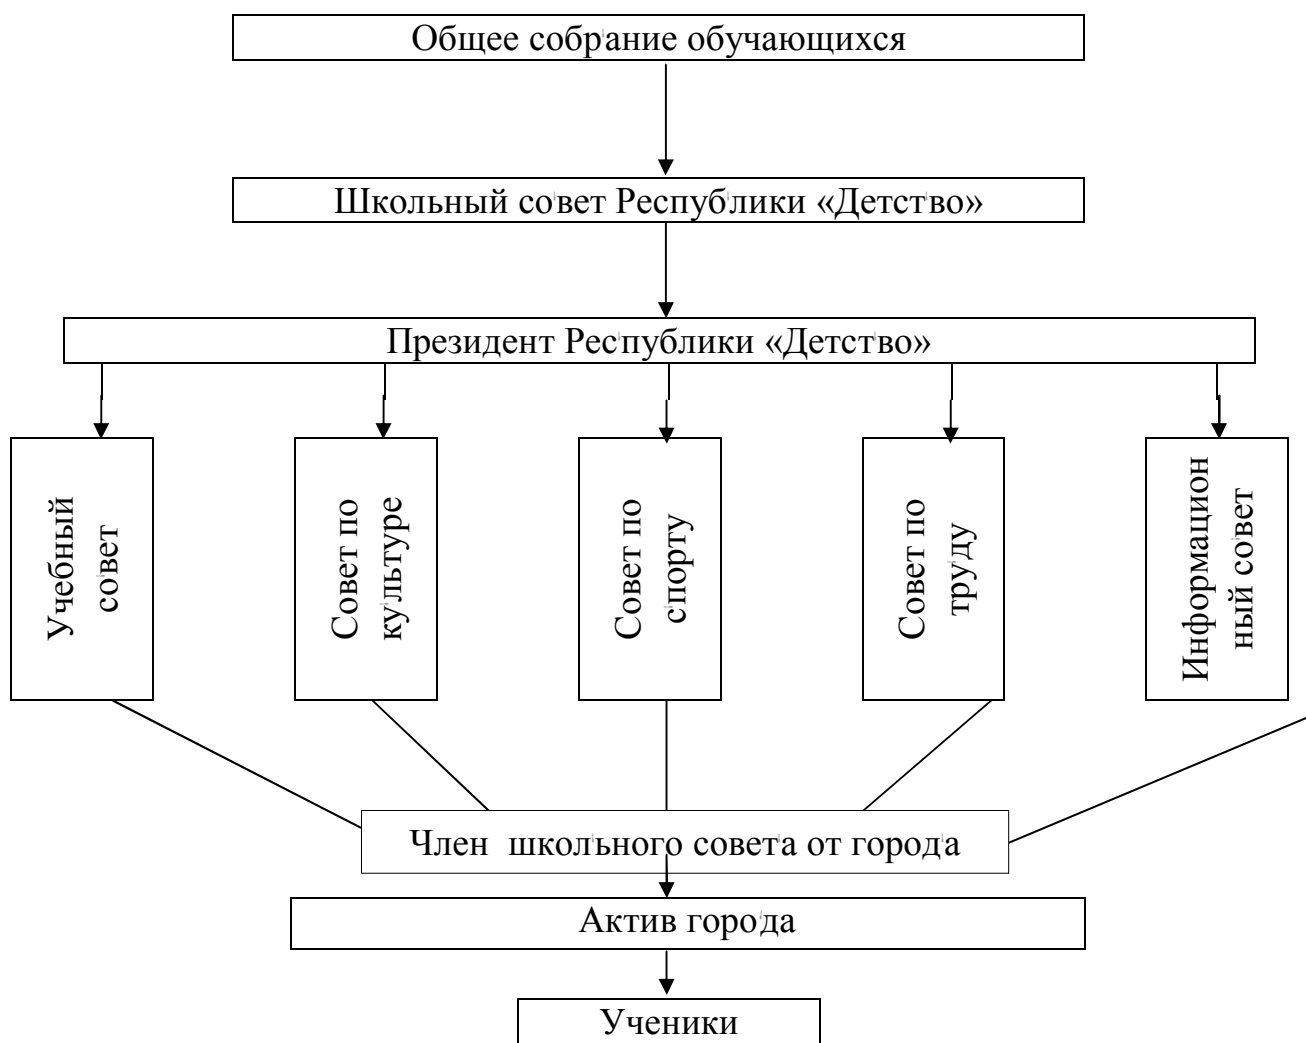 Общее собрание обучающихся
Школьный совет Республики «Детство»
Президент Республики «Детство»
Учебный
совет
Совет по
культуре
Совет по
спорту
Совет по
труду
Информацион
ный совет
Член школьного совета от города
Актив города
Ученики